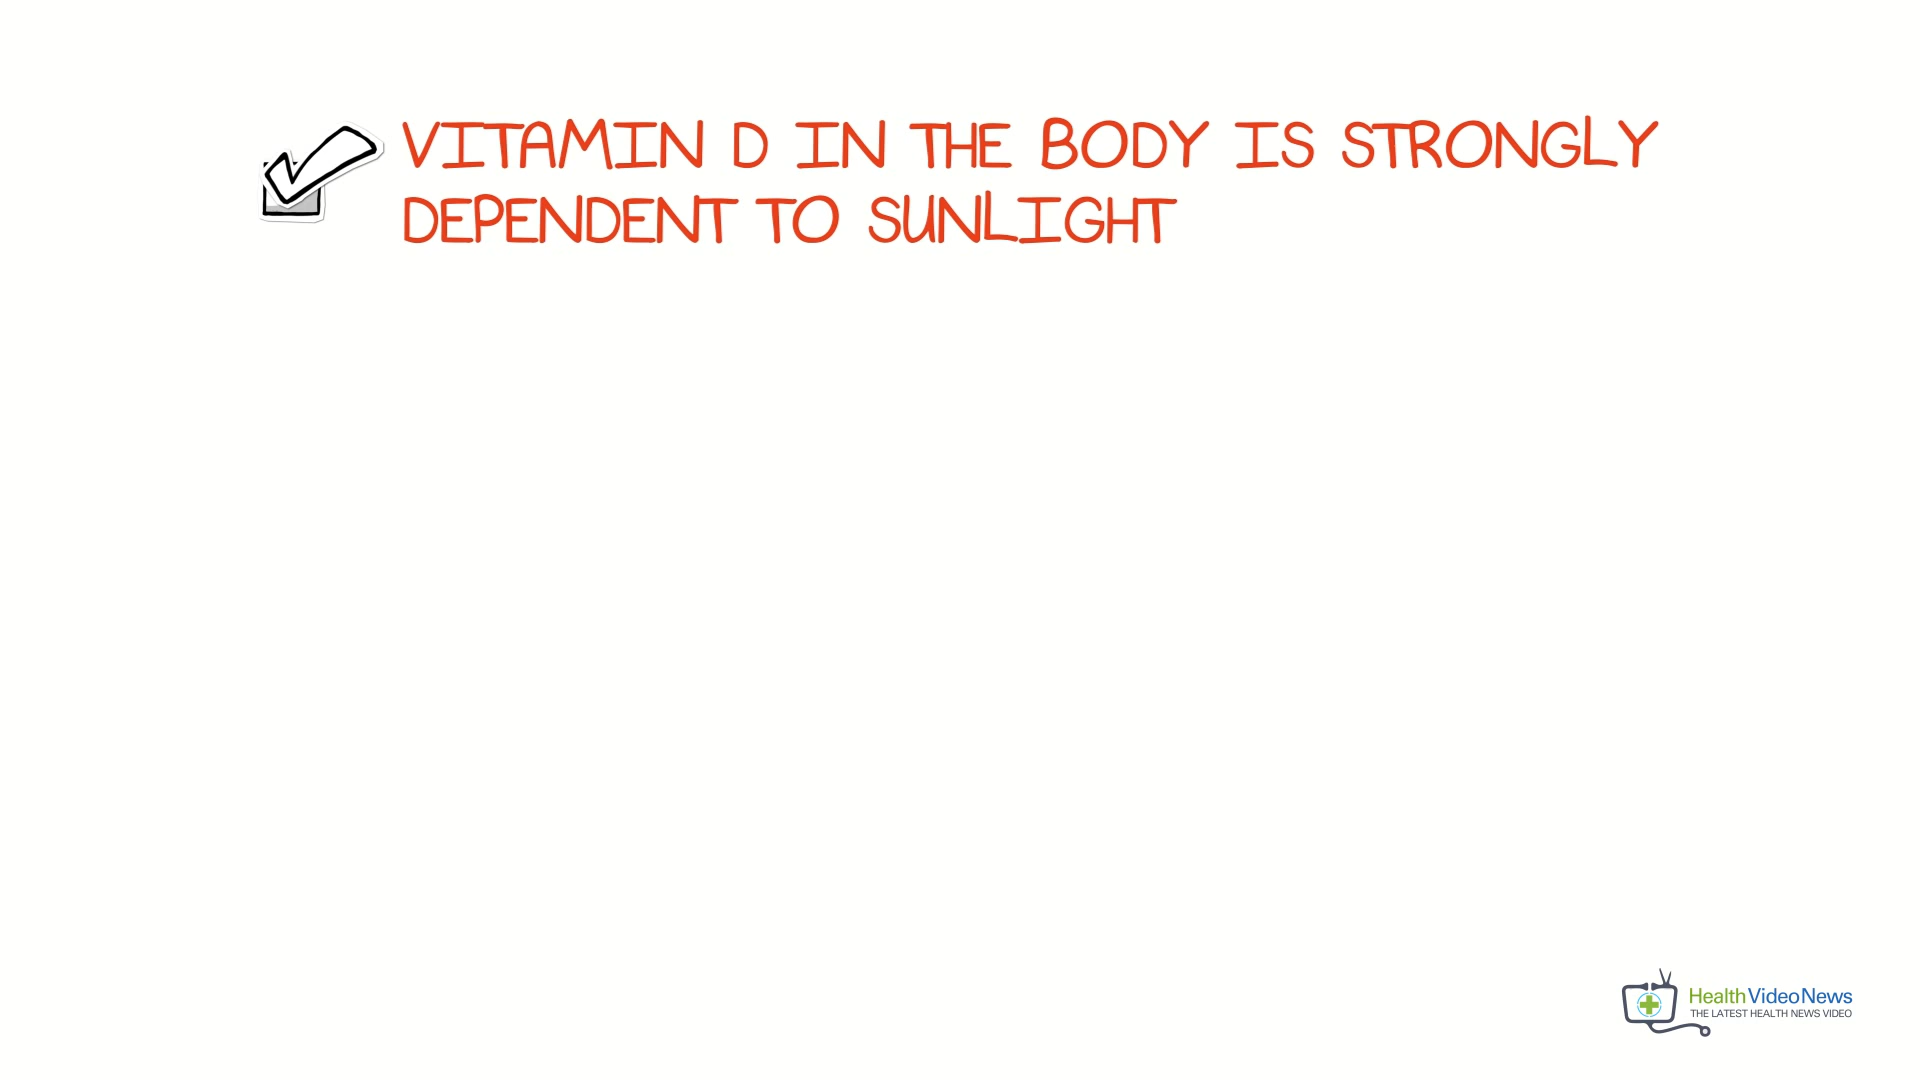 VITAMIN D IN THE BODY IS STRONGLY
DEPENDENT TO SUNLIGHT
HealthVideoNews
THE LATEST HEALTH NEWS VIDEO